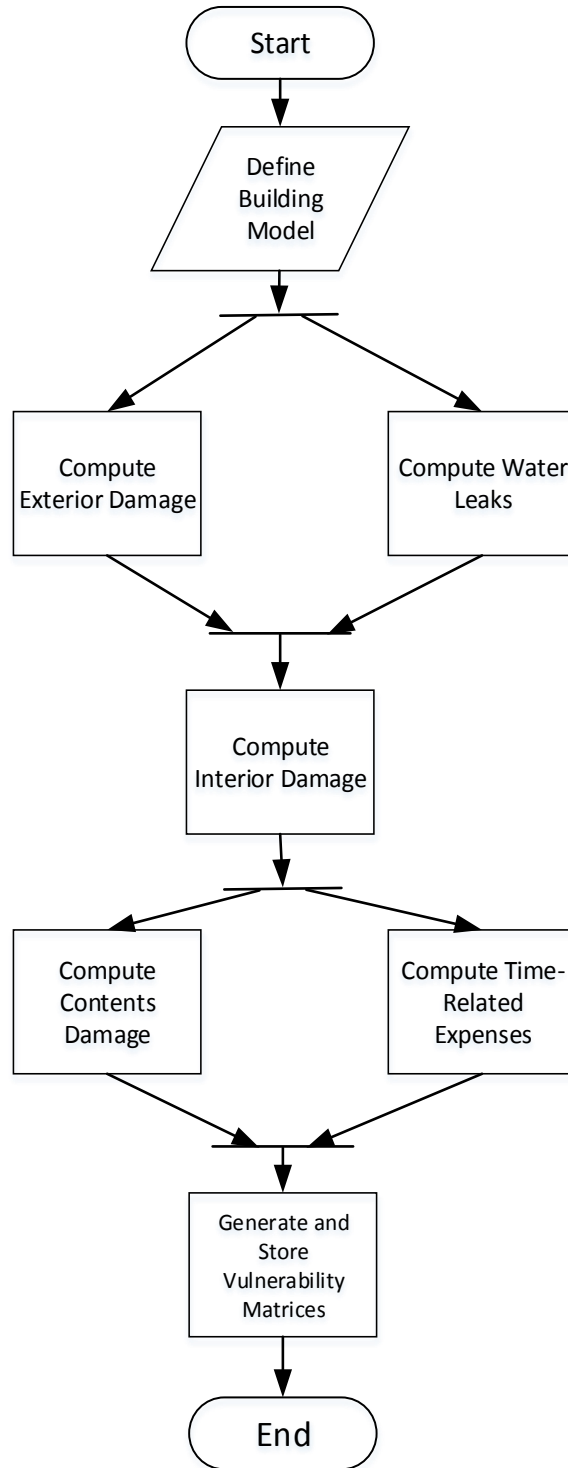 Start
Define
Building
Model
Compute
Exterior Damage
Compute Water
Leaks
Compute
Interior Damage
Compute
Contents
Damage
Compute Time-
Related
Expenses
Generate and
Store
Vulnerability
Matrices
End